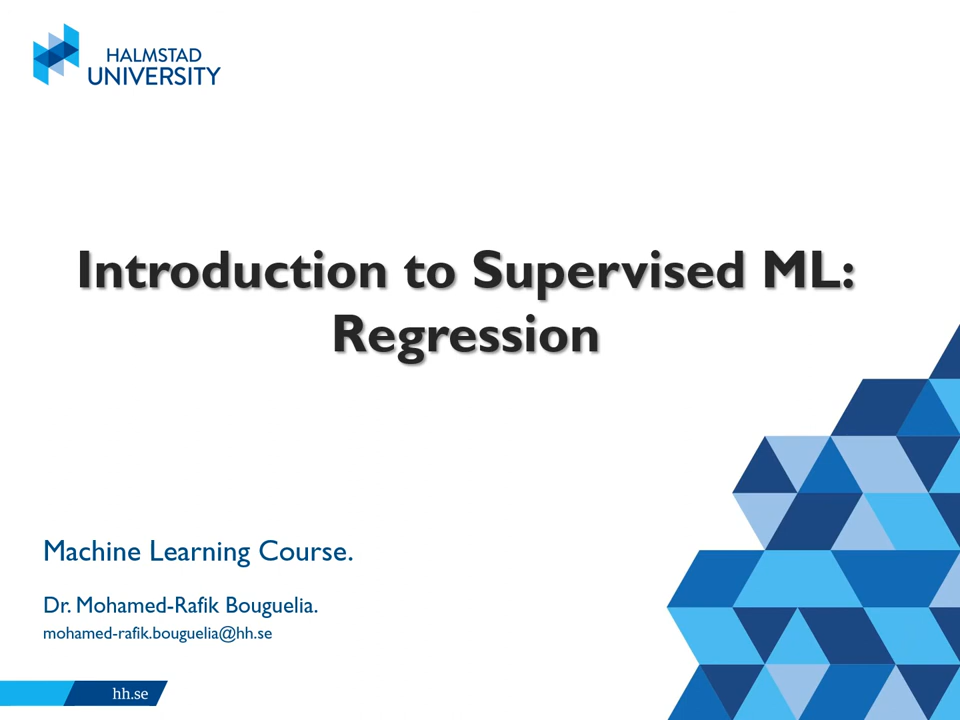 HALMSTAD
UNIVERSITY
Introduction to Supervised ML:
Regression
Machine Learning Course.
Dr. Mohamed-Rafik Bouguelia.
mohamed-rafik.bouguelia@hh.se
hh.se